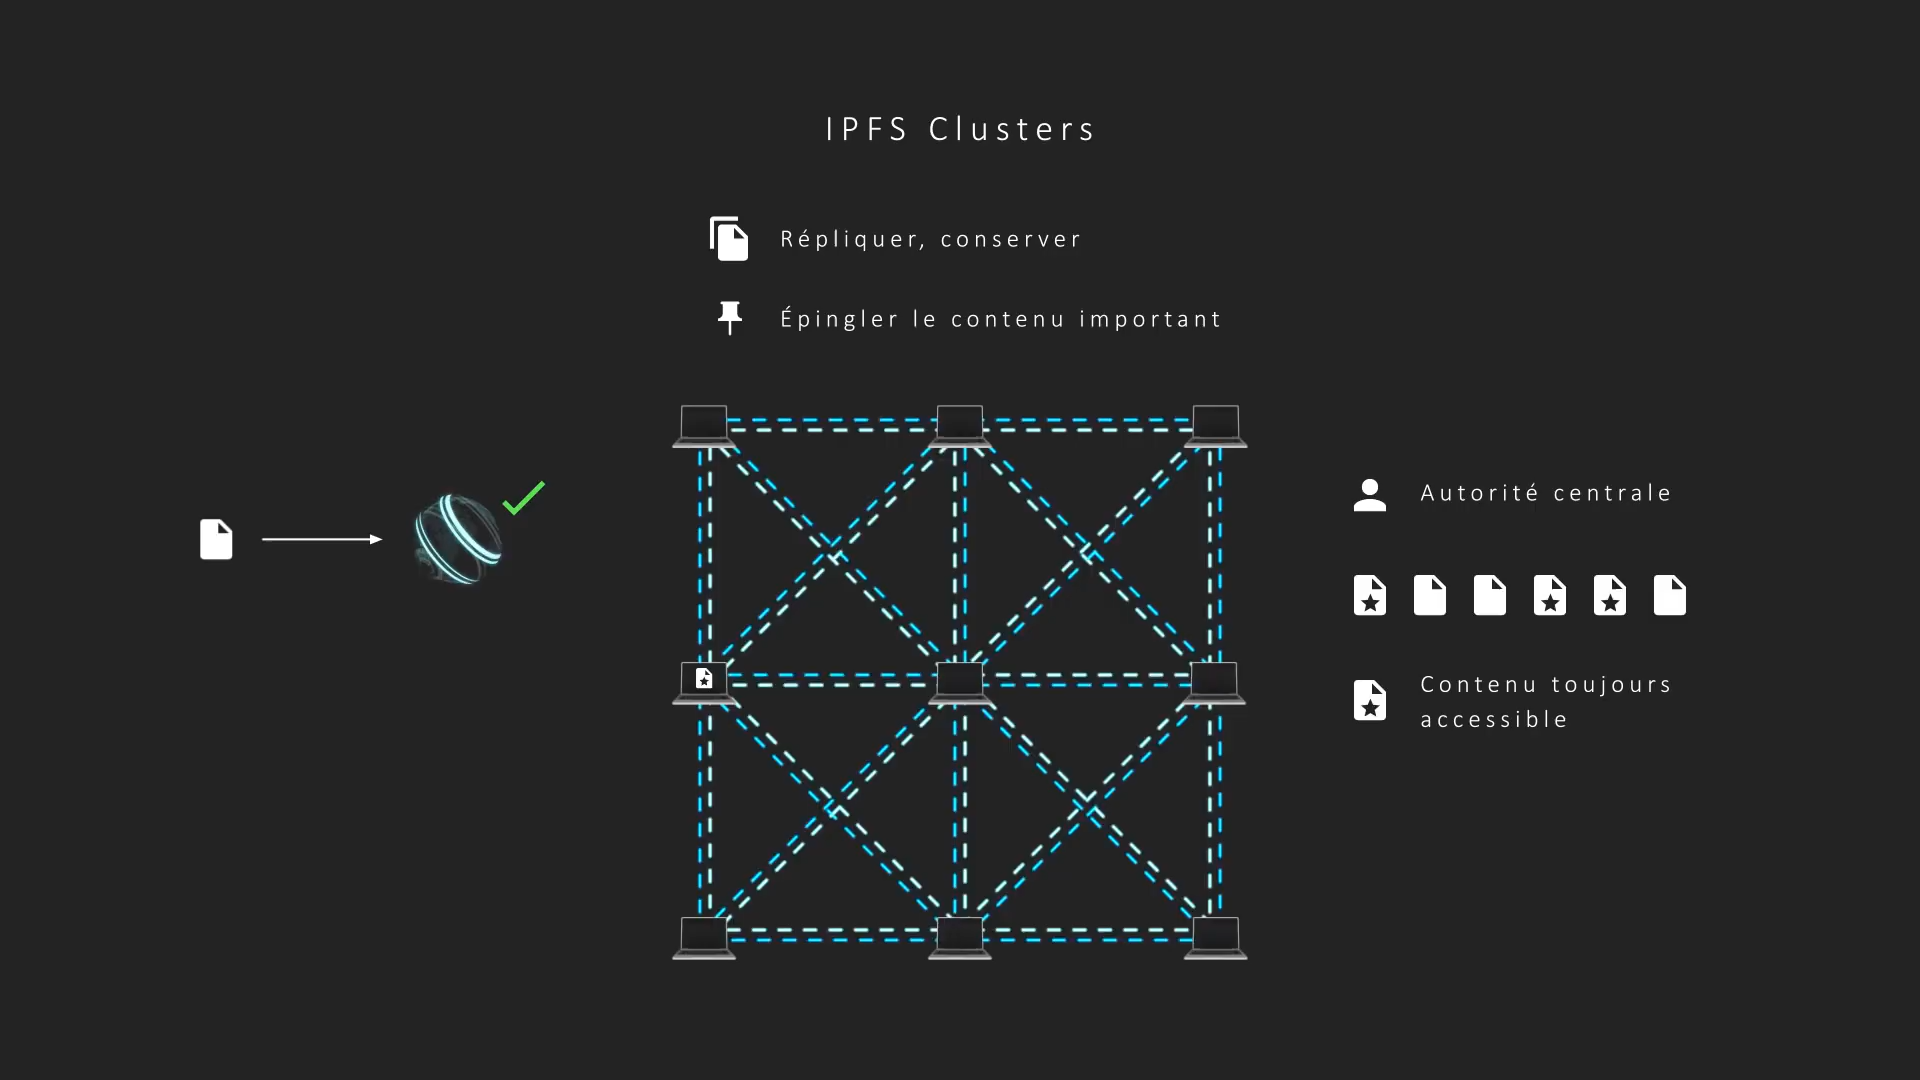 IPFS Clusters
Répliquer, conserver
Épingler le contenu important
Autorité centrale
Contenu toujours
accessible